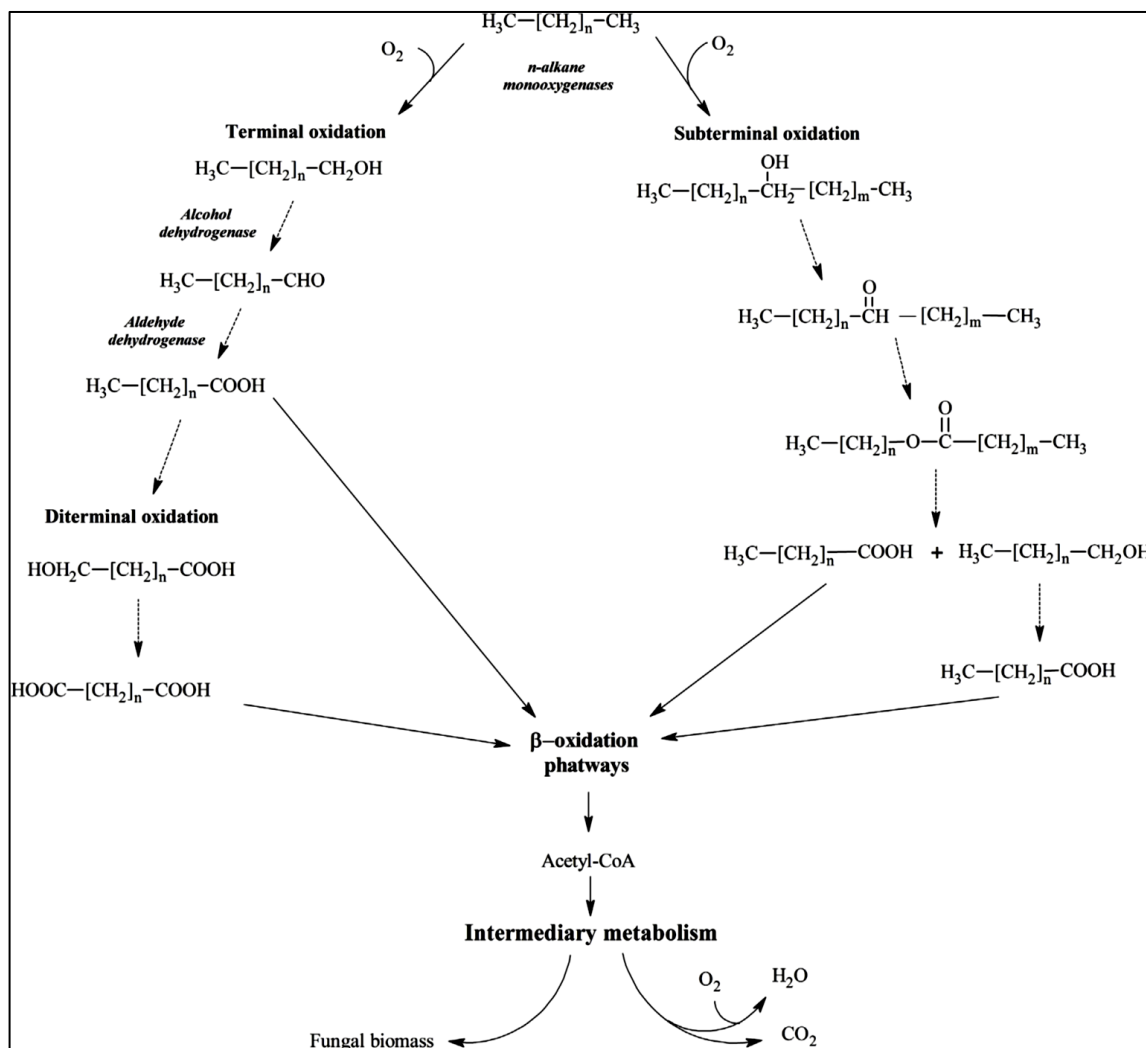 H₃C—[CH₂]ₙ—CH₃
O₂
O₂
n-alkane
monooxygenases
Terminal oxidation
Subterminal oxidation
H₃C—[CH₂]ₙ—CH₂OH
OH
H₃C—[CH₂]ₙ—CH₂— [CH₂]ₘ—CH₃
Alcohol
dehydrogenase
H₃C—[CH₂]ₙ—CHO
O
H₃C—[CH₂]ₙ—CH — [CH₂]ₘ—CH₃
Aldehyde
dehydrogenase
H₃C—[CH₂]ₙ—COOH
O
H₃C—[CH₂]ₙ—O—C—[CH₂]ₘ—CH₃
Diterminal oxidation
H₃C—[CH₂]ₙ—COOH + H₃C—[CH₂]ₙ—CH₂OH
HOH₂C—[CH₂]ₙ—COOH
H₃C—[CH₂]ₙ—COOH
HOOC—[CH₂]ₙ—COOH
β–oxidation
phatways
Acetyl-CoA
Intermediary metabolism
O₂
H₂O
Fungal biomass
CO₂